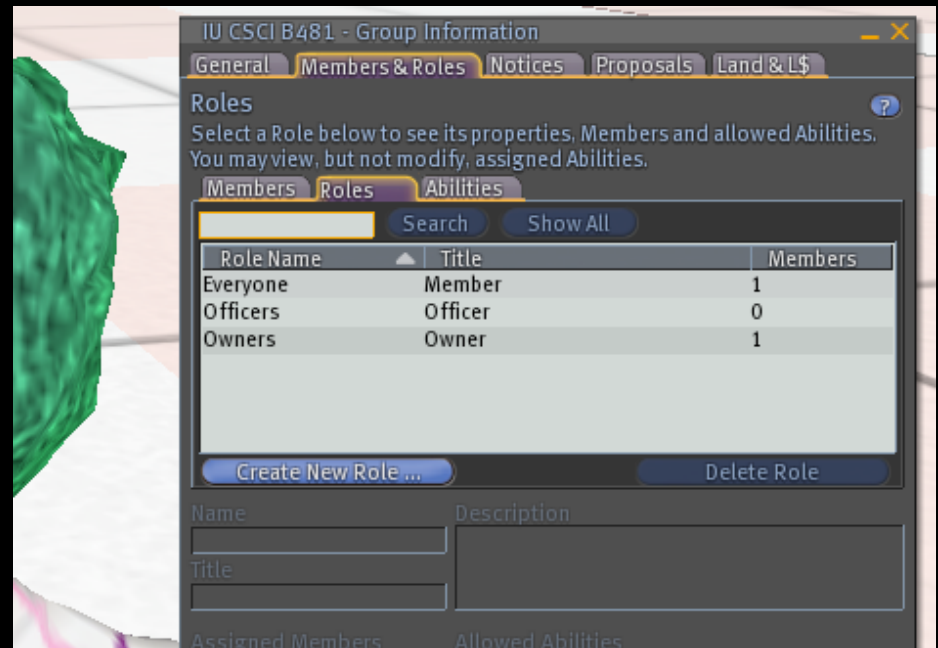 IU CSCI B481 - Group Information
General Members & Roles Notices Proposals Land & L$
Roles
?
Select a Role below to see its properties, Members and allowed Abilities.
You may view, but not modify, assigned Abilities.
Members Roles Abilities
Search Show All
Role Name Title Members
Everyone Member 1
Officers Officer 0
Owners Owner 1
Create New Role ... Delete Role
Name Description
Title
Assigned Members Allowed Abilities